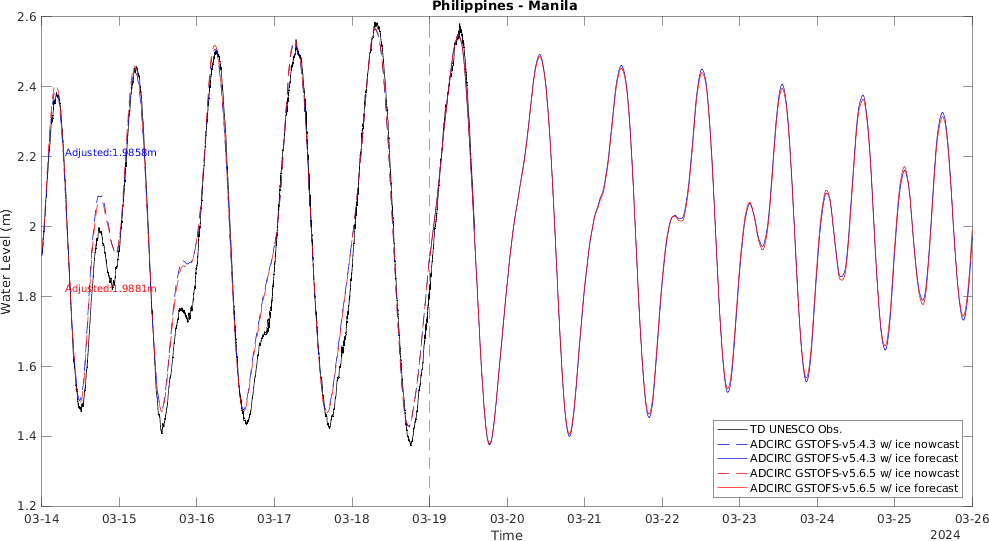 Philippines - Manila
Water Level (m)
2.6
2.4
2.2
2
1.8
1.6
1.4
1.2
Adjusted:1.9858m
Adjusted:1.9881m
TD UNESCO Obs.
ADCIRC GSTOFS-v5.4.3 w/ ice nowcast
ADCIRC GSTOFS-v5.4.3 w/ ice forecast
ADCIRC GSTOFS-v5.6.5 w/ ice nowcast
ADCIRC GSTOFS-v5.6.5 w/ ice forecast
03-14 03-15 03-16 03-17 03-18 03-19 03-20 03-21 03-22 03-23 03-24 03-25 03-26
Time
2024